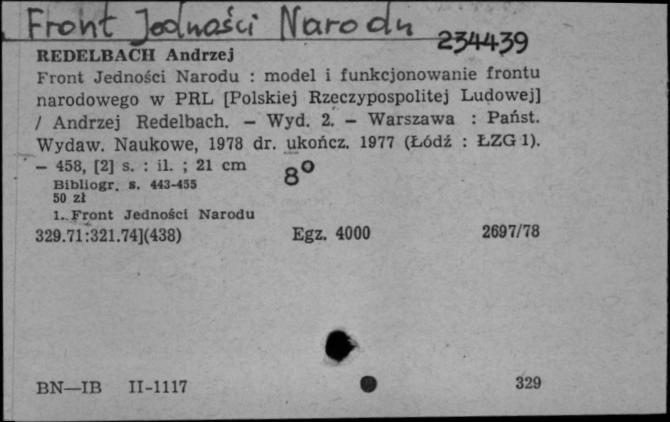 Front Jedności Narodu
234439
REDELBACH Andrzej
Front Jedności Narodu : model i funkcjonowanie frontu
narodowego w PRL [Polskiej Rzeczypospolitej Ludowej]
/ Andrzej Redelbach. — Wyd. 2. — Warszawa : Państ.
Wydaw. Naukowe, 1978 dr. ukończ. 1977 (Łódź : ŁZG 1).
— 458, [2] s. : il. ; 21 cm
8°
Bibliogr. s. 443-455
50 zł
1. Front Jedności Narodu
329.71:321.74](438) Egz. 4000 2697/78
BN—IB II-1117 329